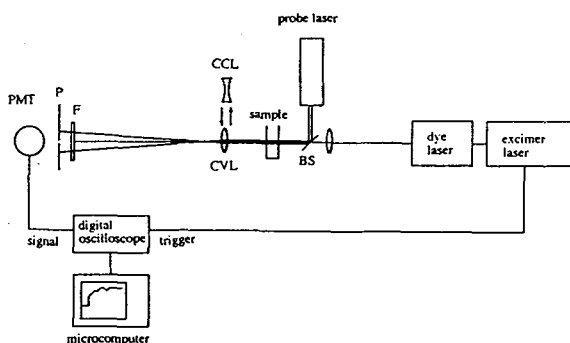 probe laser
CCL
P
F
PMT
sample
CVL
BS
dye
laser
excimer
laser
signal
digital
oscilloscope
trigger
microcomputer